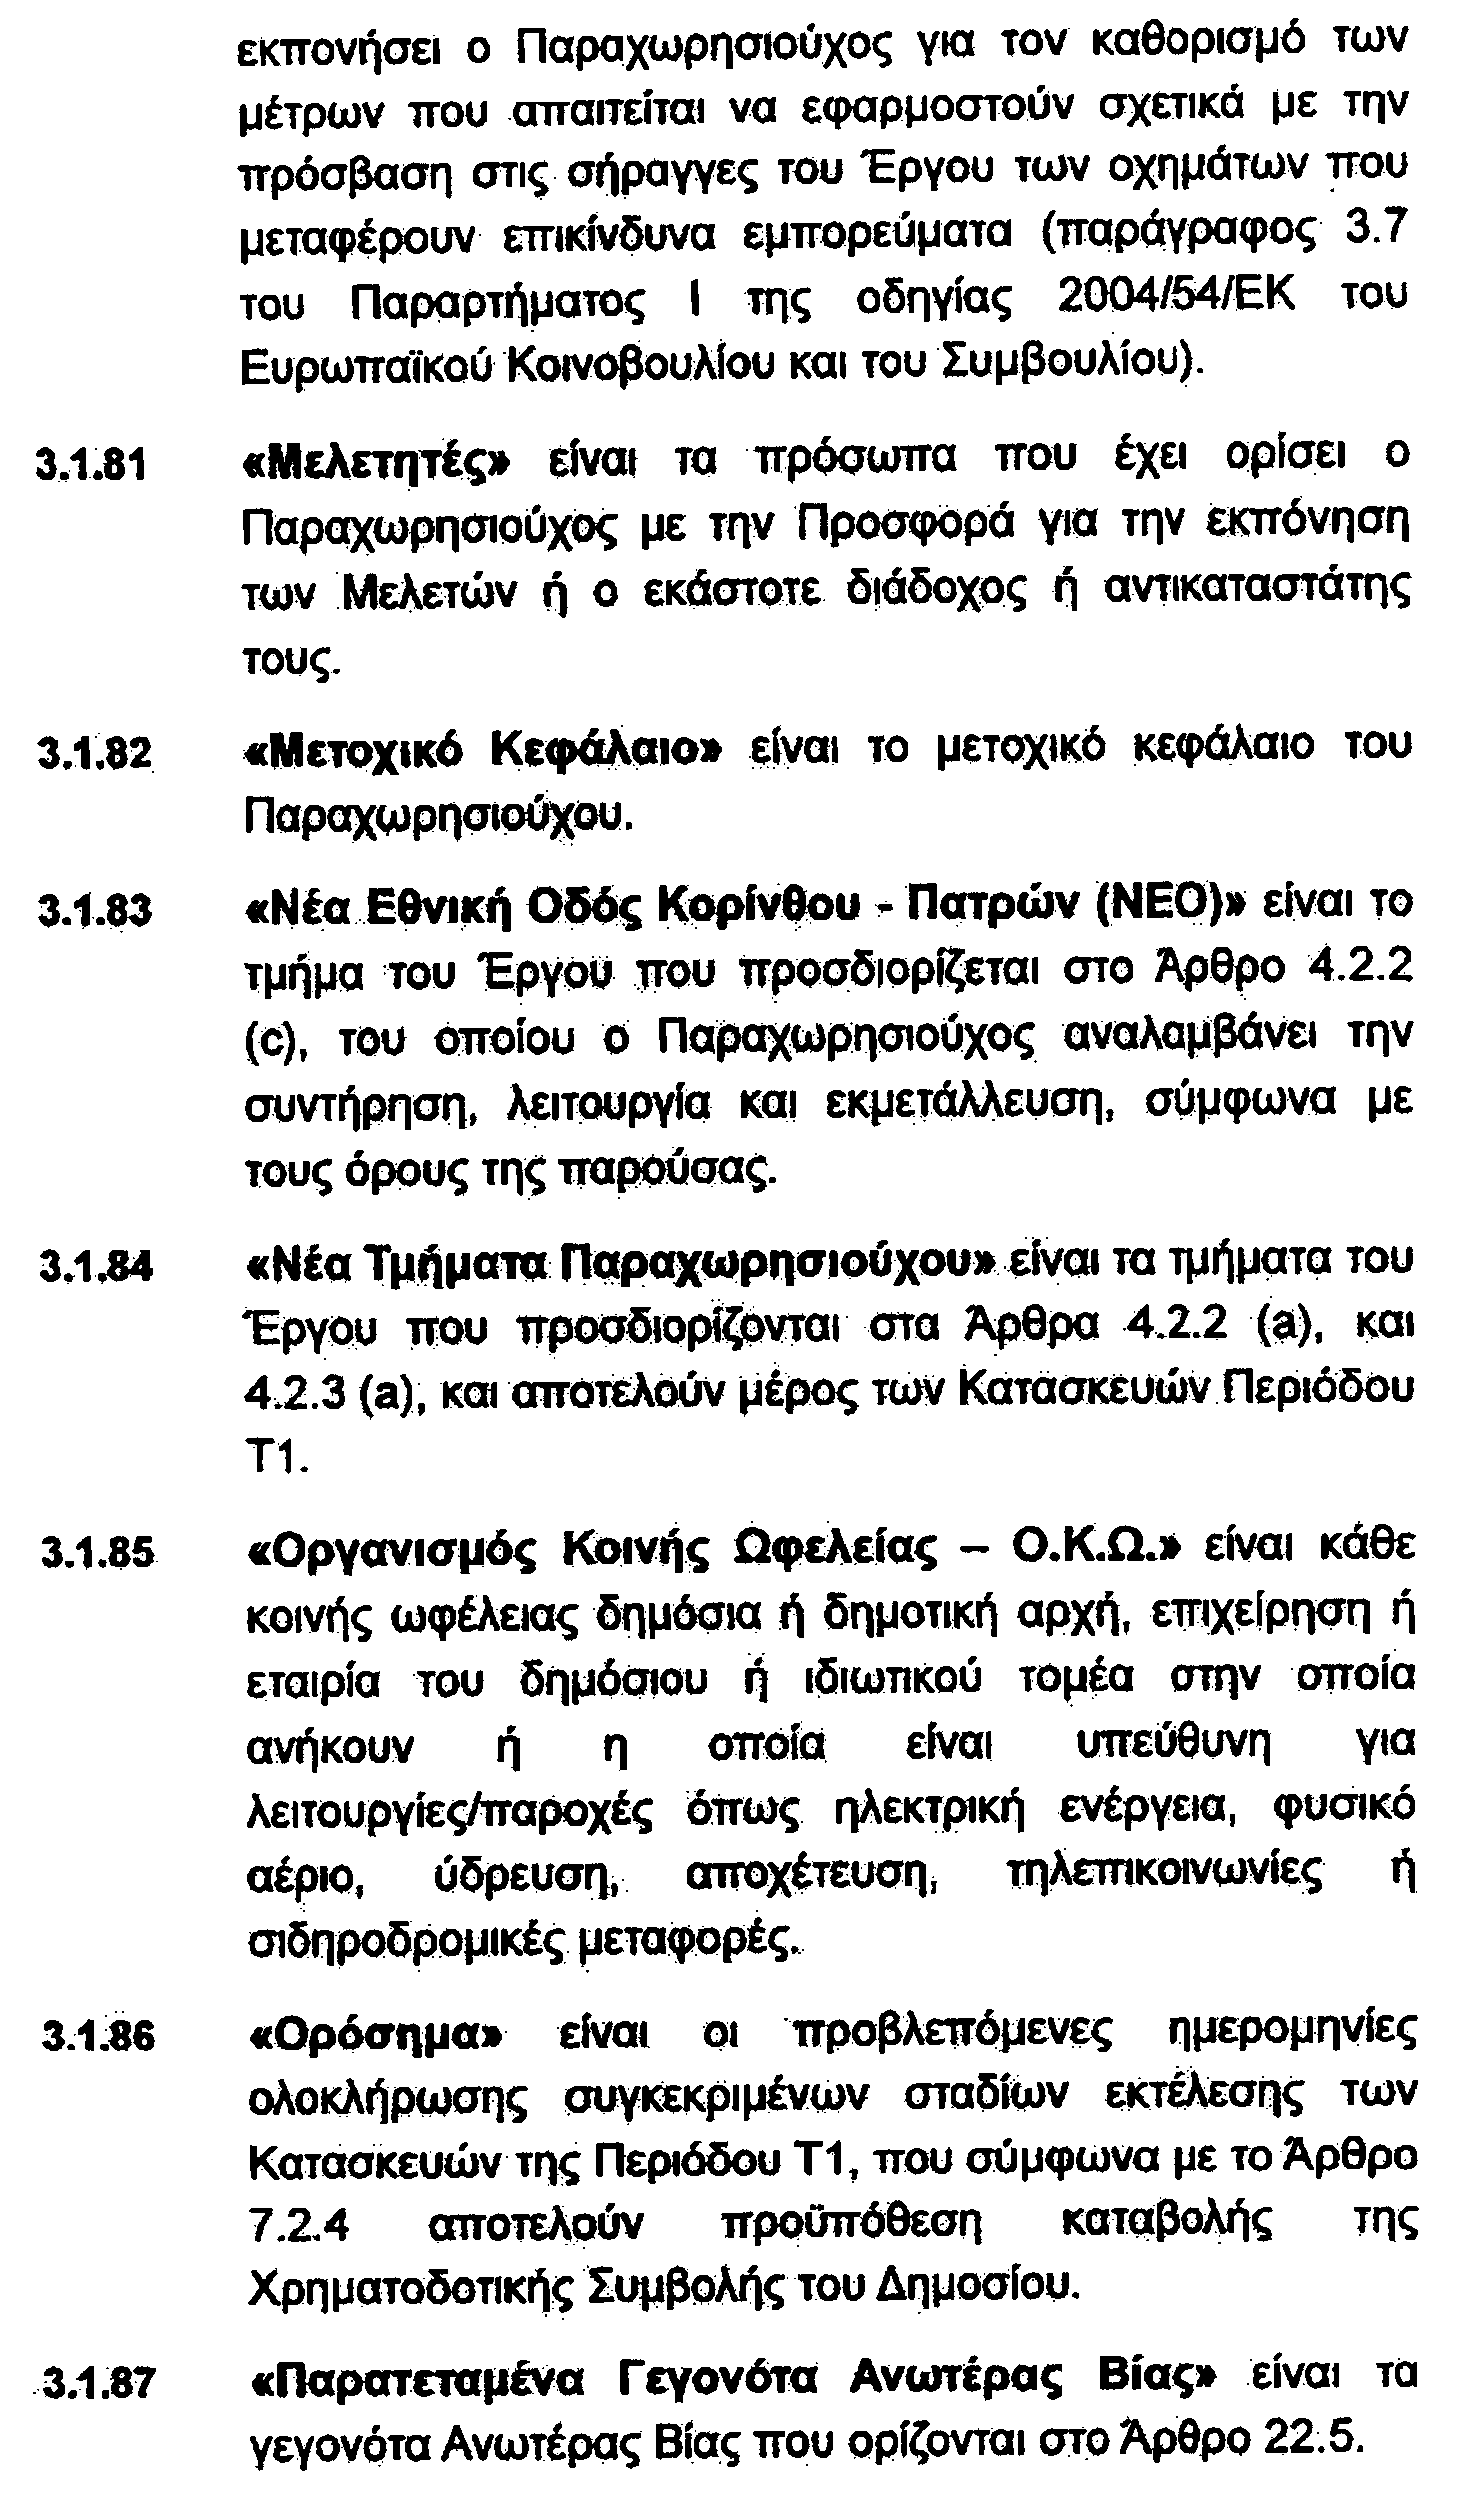 εκπονήσει ο Παραχωρησιούχος για τον καθορισμό των
μέτρων που απαιτείται να εφαρμοστούν σχετικά με την
πρόσβαση στις σήραγγες του Έργου των οχημάτων που
μεταφέρουν επικίνδυνα εμπορεύματα (παράγραφος 3.7
του Παραρτήματος Ι της οδηγίας 2004/54/ΕΚ του
Ευρωπαϊκού Κοινοβουλίου και του Συμβουλίου).
3.1.81 «Μελετητές» είναι τα πρόσωπα που έχει ορίσει ο
Παραχωρησιούχος με την Προσφορά για την εκπόνηση
των Μελετών ή ο εκάστοτε διάδοχος ή αντικαταστάτης
τους.
3.1.82 «Μετοχικό Κεφάλαιο» είναι το μετοχικό κεφάλαιο του
Παραχωρησιούχου.
3.1.83 «Νέα Εθνική Οδός Κορίνθου - Πατρών (ΝΕΟ)» είναι το
τμήμα του Έργου που προσδιορίζεται στο Άρθρο 4.2.2
(c), του οποίου ο Παραχωρησιούχος αναλαμβάνει την
συντήρηση, λειτουργία και εκμετάλλευση, σύμφωνα με
τους όρους της παρούσας.
3.1.84 «Νέα Τμήματα Παραχωρησιούχου» είναι τα τμήματα του
Έργου που προσδιορίζονται στα Άρθρα 4.2.2 (a), και
4.2.3 (a), και αποτελούν μέρος των Κατασκευών Περιόδου
Τ1.
3.1.85 «Οργανισμός Κοινής Ωφελείας – Ο.Κ.Ω.» είναι κάθε
κοινής ωφέλειας δημόσια ή δημοτική αρχή, επιχείρηση ή
εταιρία του δημόσιου ή ιδιωτικού τομέα στην οποία
ανήκουν ή η οποία είναι υπεύθυνη για
λειτουργίες/παροχές όπως ηλεκτρική ενέργεια, φυσικό
αέριο, ύδρευση, αποχέτευση, τηλεπικοινωνίες ή
σιδηροδρομικές μεταφορές.
3.1.86 «Ορόσημα» είναι οι προβλεπόμενες ημερομηνίες
ολοκλήρωσης συγκεκριμένων σταδίων εκτέλεσης των
Κατασκευών της Περιόδου Τ1, που σύμφωνα με το Άρθρο
7.2.4 αποτελούν προϋπόθεση καταβολής της
Χρηματοδοτικής Συμβολής του Δημοσίου.
3.1.87 «Παρατεταμένα Γεγονότα Ανωτέρας Βίας» είναι τα
γεγονότα Ανωτέρας Βίας που ορίζονται στο Άρθρο 22.5.